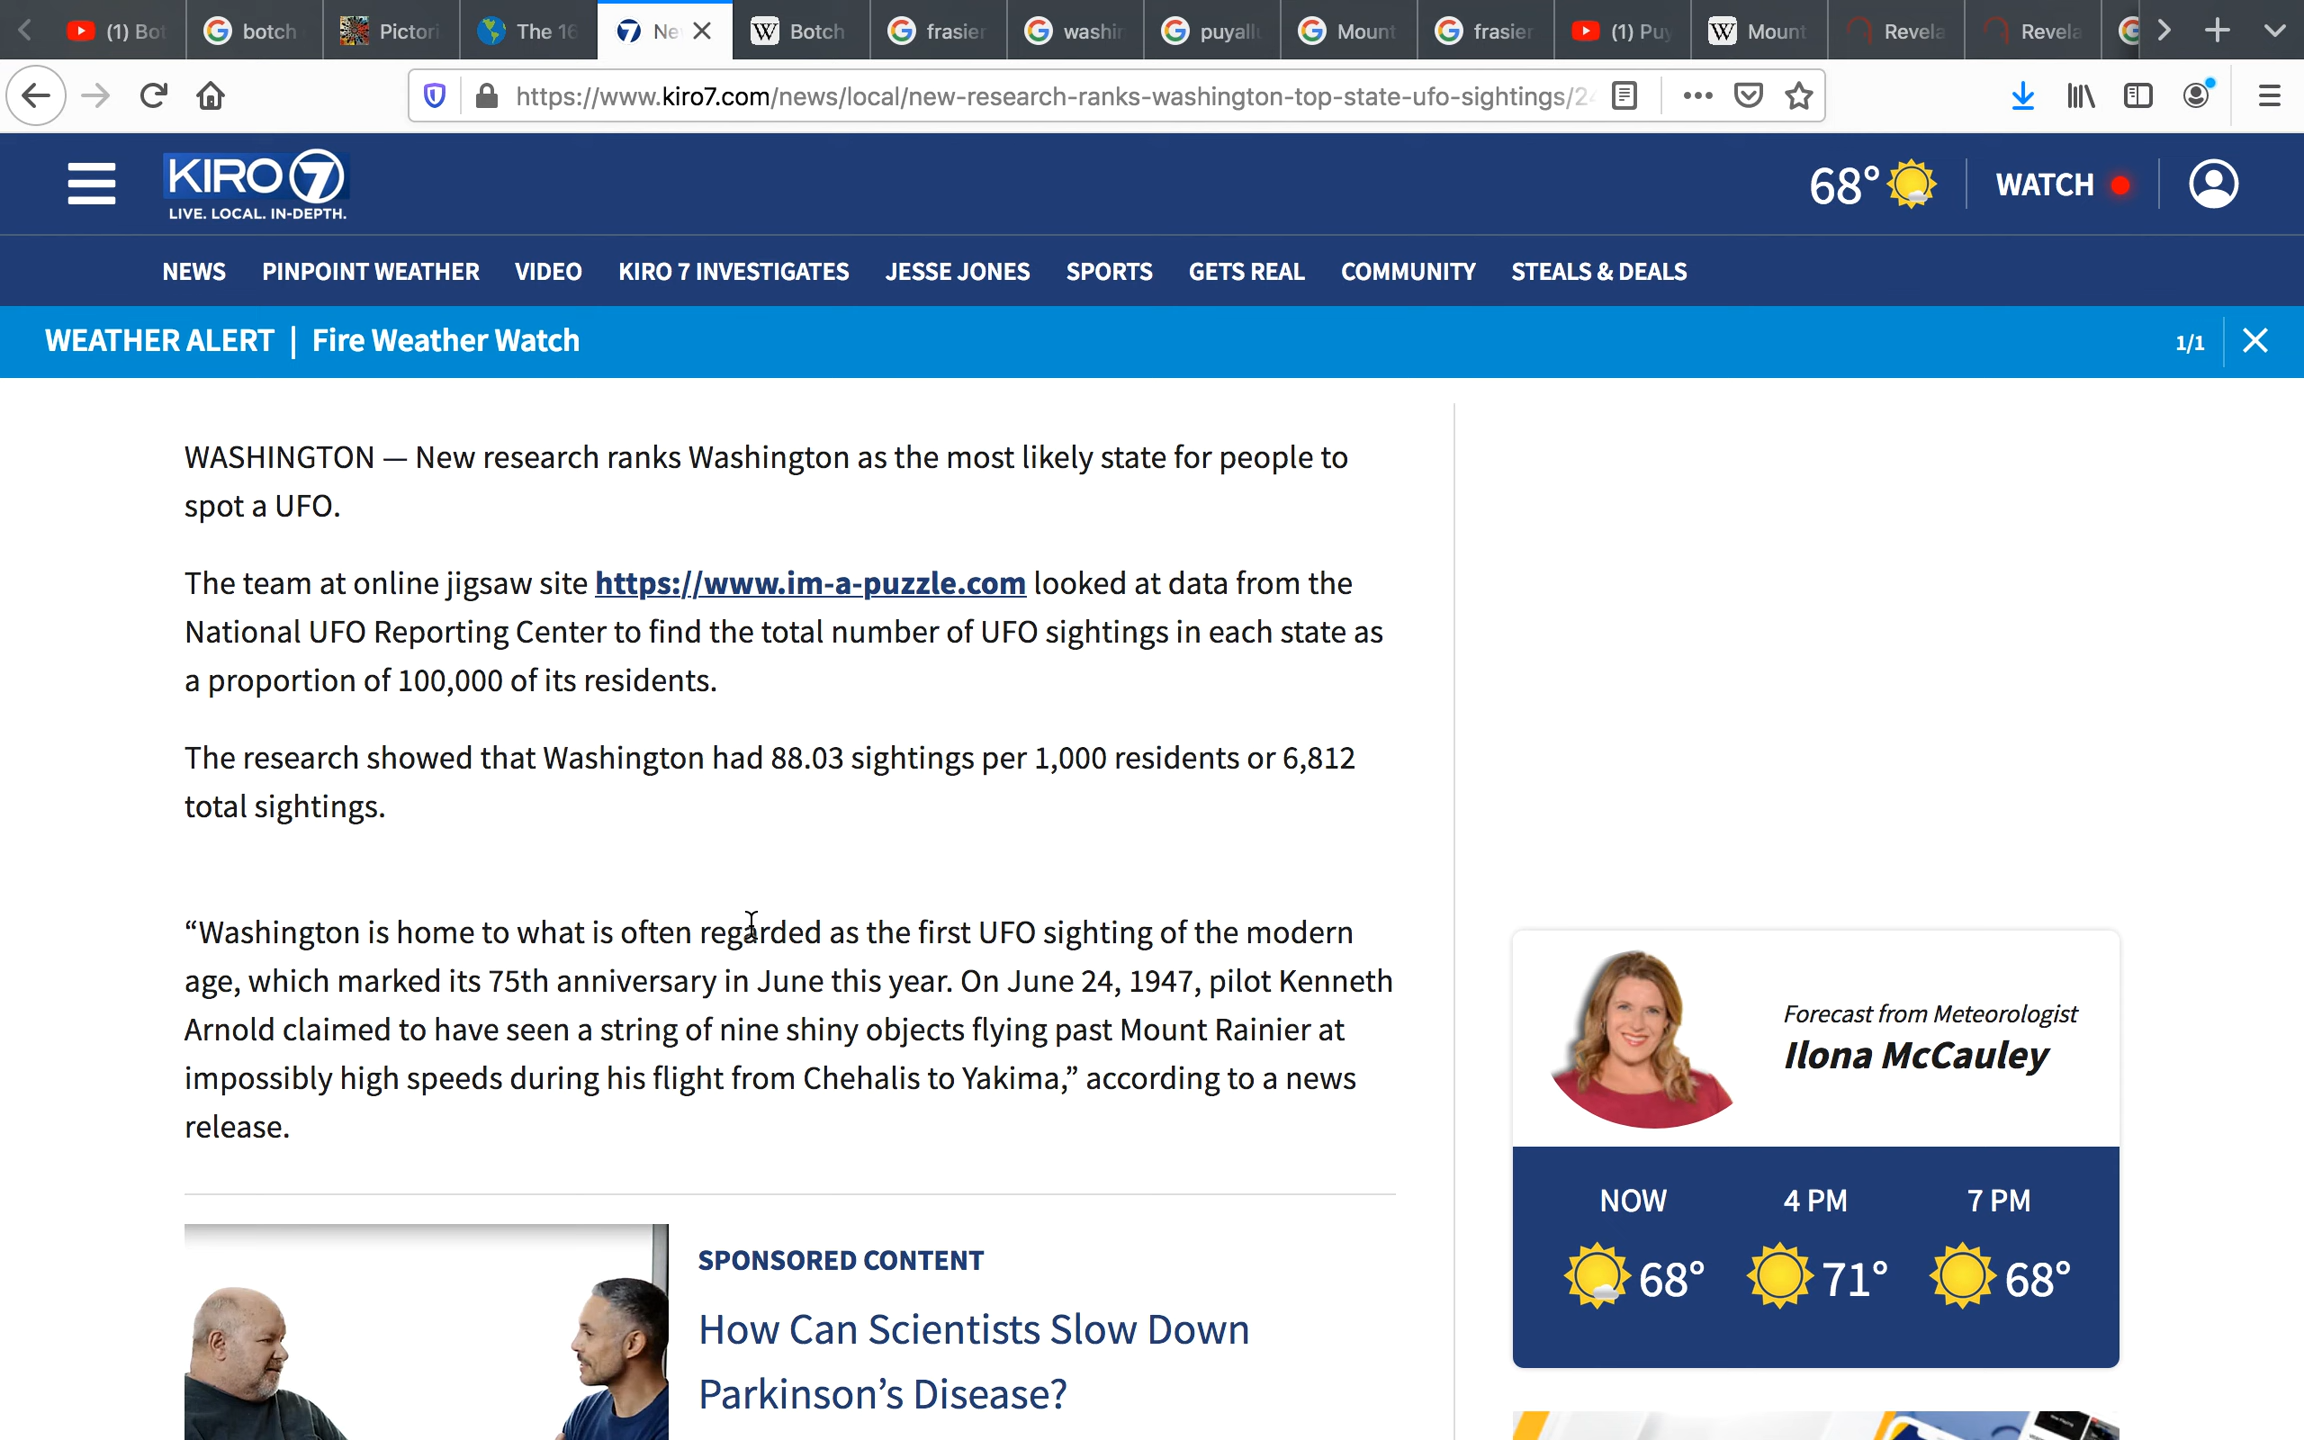 (1) Bot
botch
Pictori
The 16
Ne
Botch
frasier
washin
puyallu
Mount
frasier
(1) Puy
Mount
Revela
Revela
https://www.kiro7.com/news/local/new-research-ranks-washington-top-state-ufo-sightings/24
KIRO 7
LIVE. LOCAL. IN-DEPTH.
68°
WATCH
NEWS PINPOINT WEATHER VIDEO KIRO 7 INVESTIGATES JESSE JONES SPORTS GETS REAL COMMUNITY STEALS & DEALS
WEATHER ALERT | Fire Weather Watch
1/1
WASHINGTON — New research ranks Washington as the most likely state for people to
spot a UFO.
The team at online jigsaw site https://www.im-a-puzzle.com looked at data from the
National UFO Reporting Center to find the total number of UFO sightings in each state as
a proportion of 100,000 of its residents.
The research showed that Washington had 88.03 sightings per 1,000 residents or 6,812
total sightings.
“Washington is home to what is often regarded as the first UFO sighting of the modern
age, which marked its 75th anniversary in June this year. On June 24, 1947, pilot Kenneth
Arnold claimed to have seen a string of nine shiny objects flying past Mount Rainier at
impossibly high speeds during his flight from Chehalis to Yakima,” according to a news
release.
SPONSORED CONTENT
How Can Scientists Slow Down
Parkinson’s Disease?
Forecast from Meteorologist
Ilona McCauley
NOW 4 PM 7 PM
68° 71° 68°